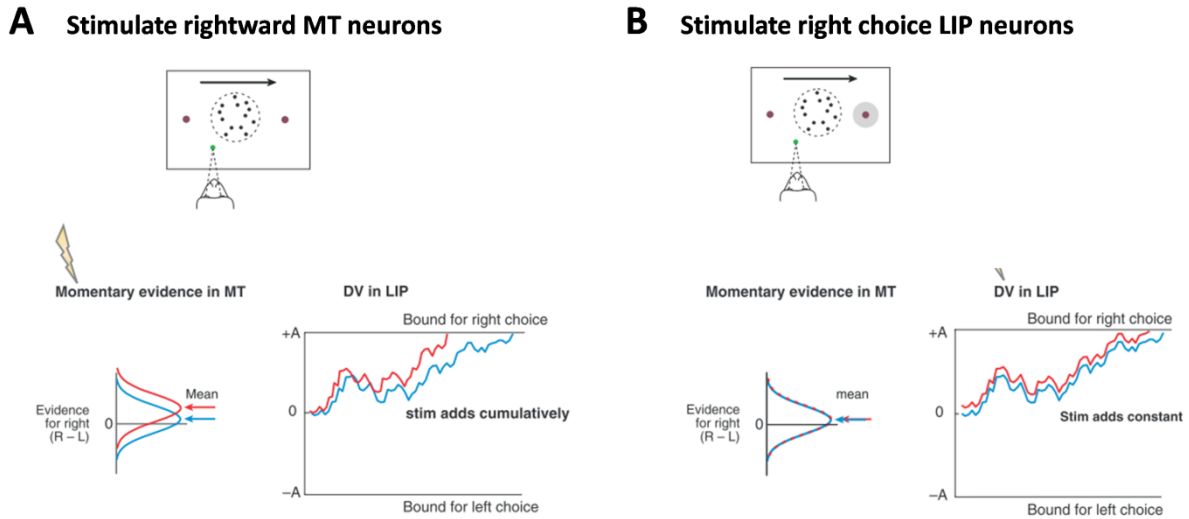 A Stimulate rightward MT neurons
Momentary evidence in MT
DV in LIP
Bound for right choice
+A
Mean
Evidence
for right
(R – L)
0
0
stim adds cumulatively
–A
Bound for left choice
B Stimulate right choice LIP neurons
Momentary evidence in MT
DV in LIP
Bound for right choice
+A
mean
Evidence
for right
(R – L)
0
0
Stim adds constant
–A
Bound for left choice